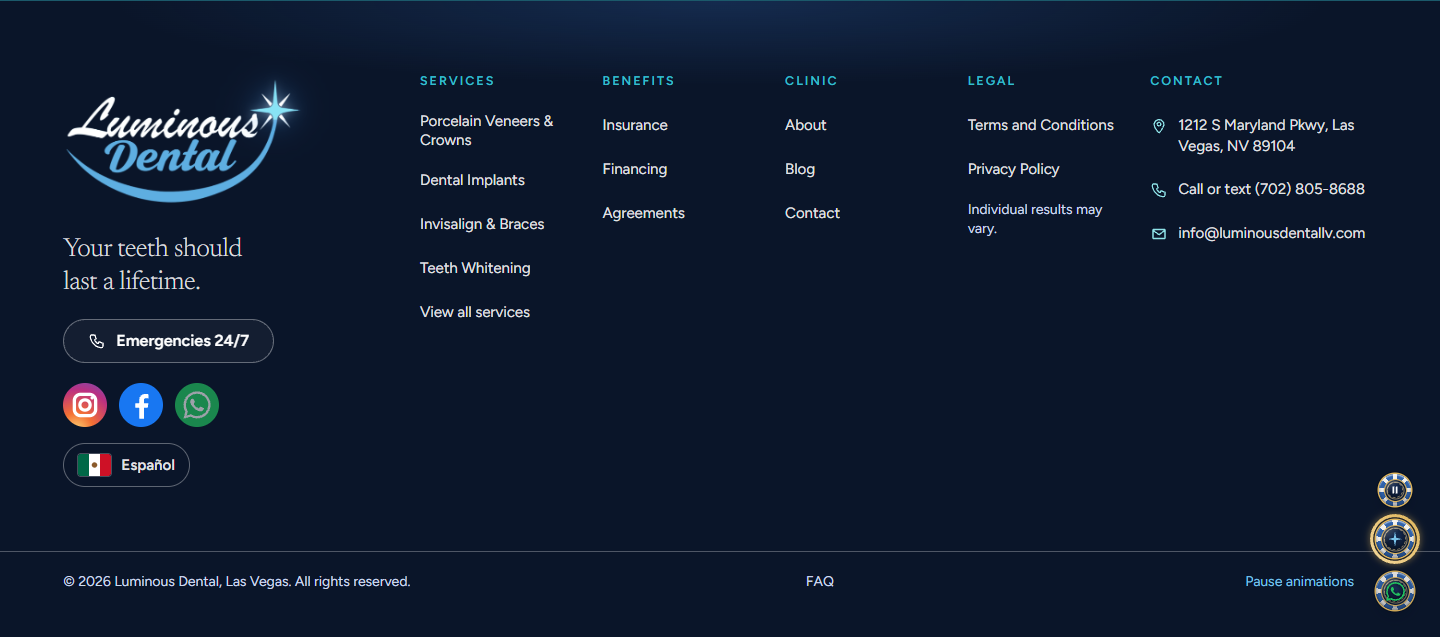 Luminous
Dental
Your teeth should
last a lifetime.
Emergencies 24/7
Español
SERVICES
Porcelain Veneers &
Crowns
Dental Implants
Invisalign & Braces
Teeth Whitening
View all services
BENEFITS
Insurance
Financing
Agreements
CLINIC
About
Blog
Contact
LEGAL
Terms and Conditions
Privacy Policy
Individual results may
vary.
CONTACT
1212 S Maryland Pkwy, Las
Vegas, NV 89104
Call or text (702) 805-8688
info@luminousdentallv.com
© 2026 Luminous Dental, Las Vegas. All rights reserved.
FAQ
Pause animations